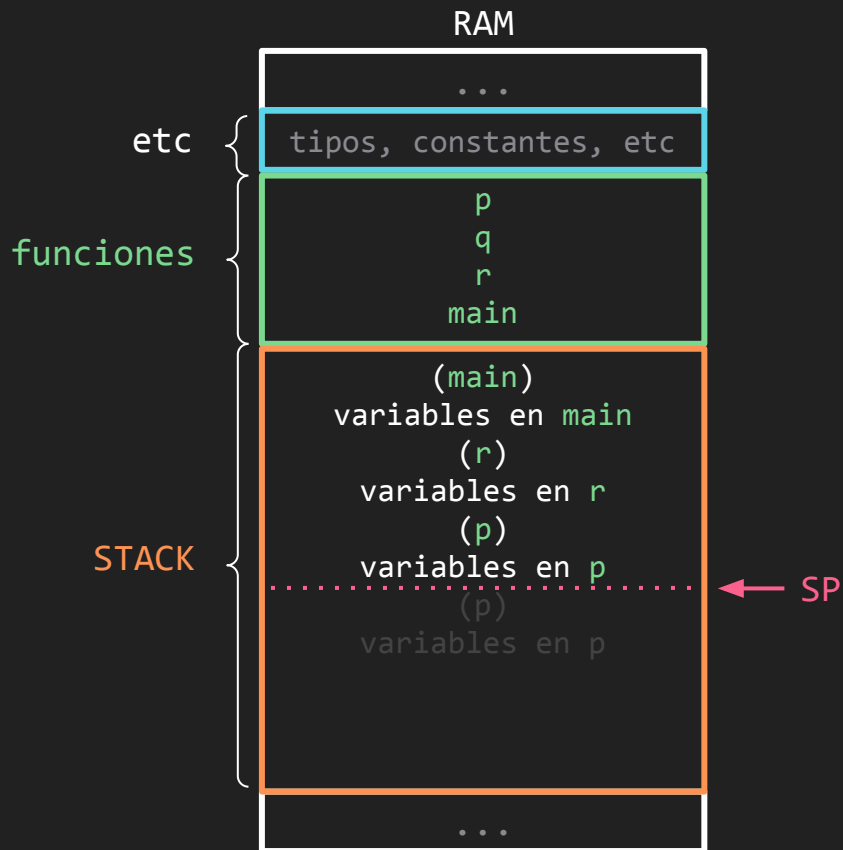 RAM
...
etc
tipos, constantes, etc
funciones
p
q
r
main
STACK
(main)
variables en main
(r)
variables en r
(p)
variables en p
SP
(p)
variables en p
...